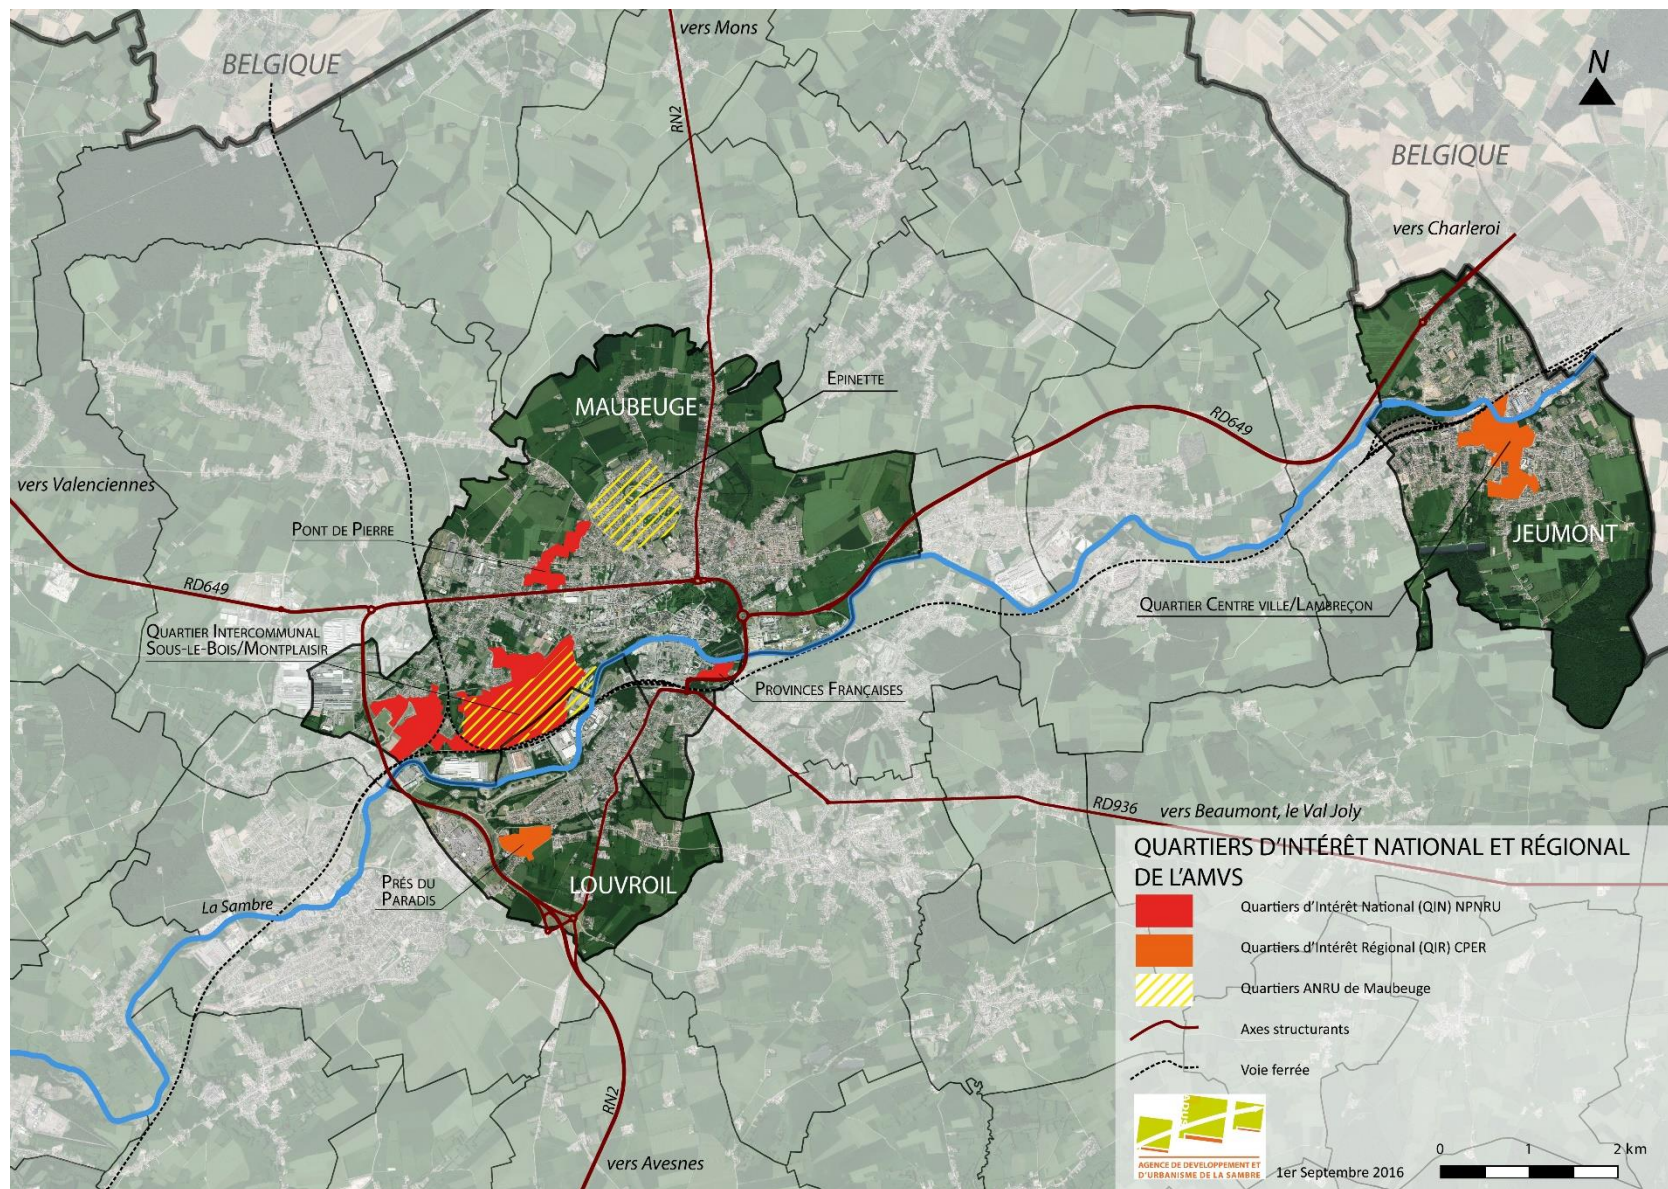 vers Mons
BELGIQUE
N
RN2
BELGIQUE
vers Charleroi
EPINETTE
MAUBEUGE
RD649
vers Valenciennes
PONT DE PIERRE
JEUMONT
RD649
QUARTIER CENTRE VILLE/LAMBREÇON
QUARTIER INTERCOMMUNAL
SOUS-LE-BOIS/MONTPLAISIR
PROVINCES FRANÇAISES
RD936
vers Beaumont, le Val Joly
PRÉS DU
PARADIS
LOUVROIL
La Sambre
RN2
vers Avesnes
QUARTIERS D'INTÉRÊT NATIONAL ET RÉGIONAL
DE L'AMVS
Quartiers d'Intérêt National (QIN) NPNRU
Quartiers d'Intérêt Régional (QIR) CPER
Quartiers ANRU de Maubeuge
Axes structurants
Voie ferrée
AGENCE DE DEVELOPPEMENT ET
D'URBANISME DE LA SAMBRE
1er Septembre 2016
0 1 2 km